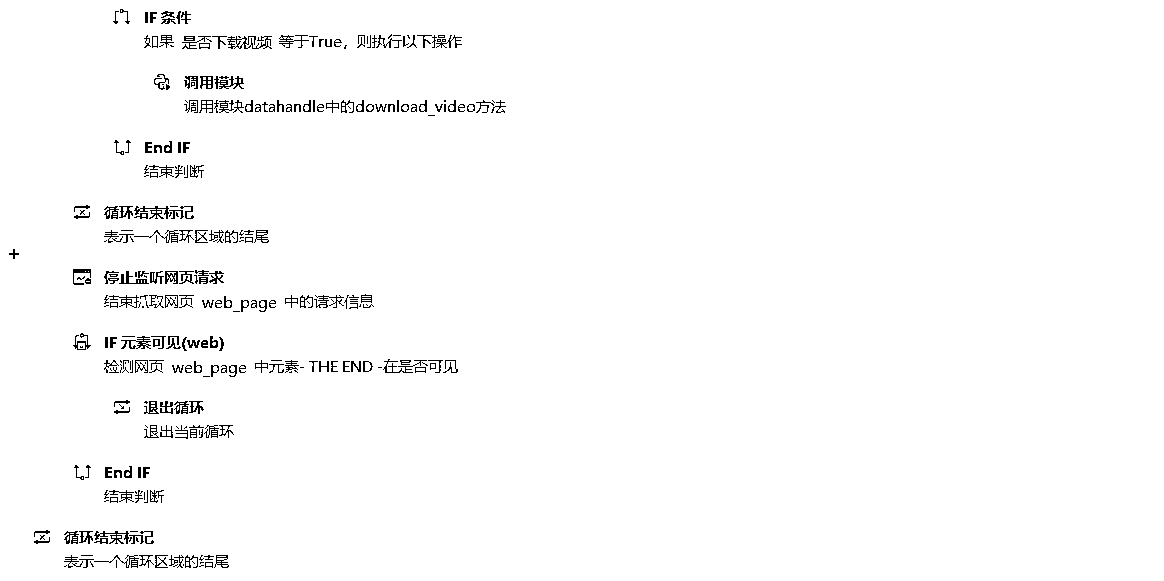 IF 条件
如果 是否下载视频 等于True，则执行以下操作
调用模块
调用模块datahandle中的download_video方法
End IF
结束判断
循环结束标记
表示一个循环区域的结尾
停止监听网页请求
结束抓取网页 web_page 中的请求信息
IF 元素可见(web)
检测网页 web_page 中元素- THE END -在是否可见
退出循环
退出当前循环
End IF
结束判断
循环结束标记
表示一个循环区域的结尾